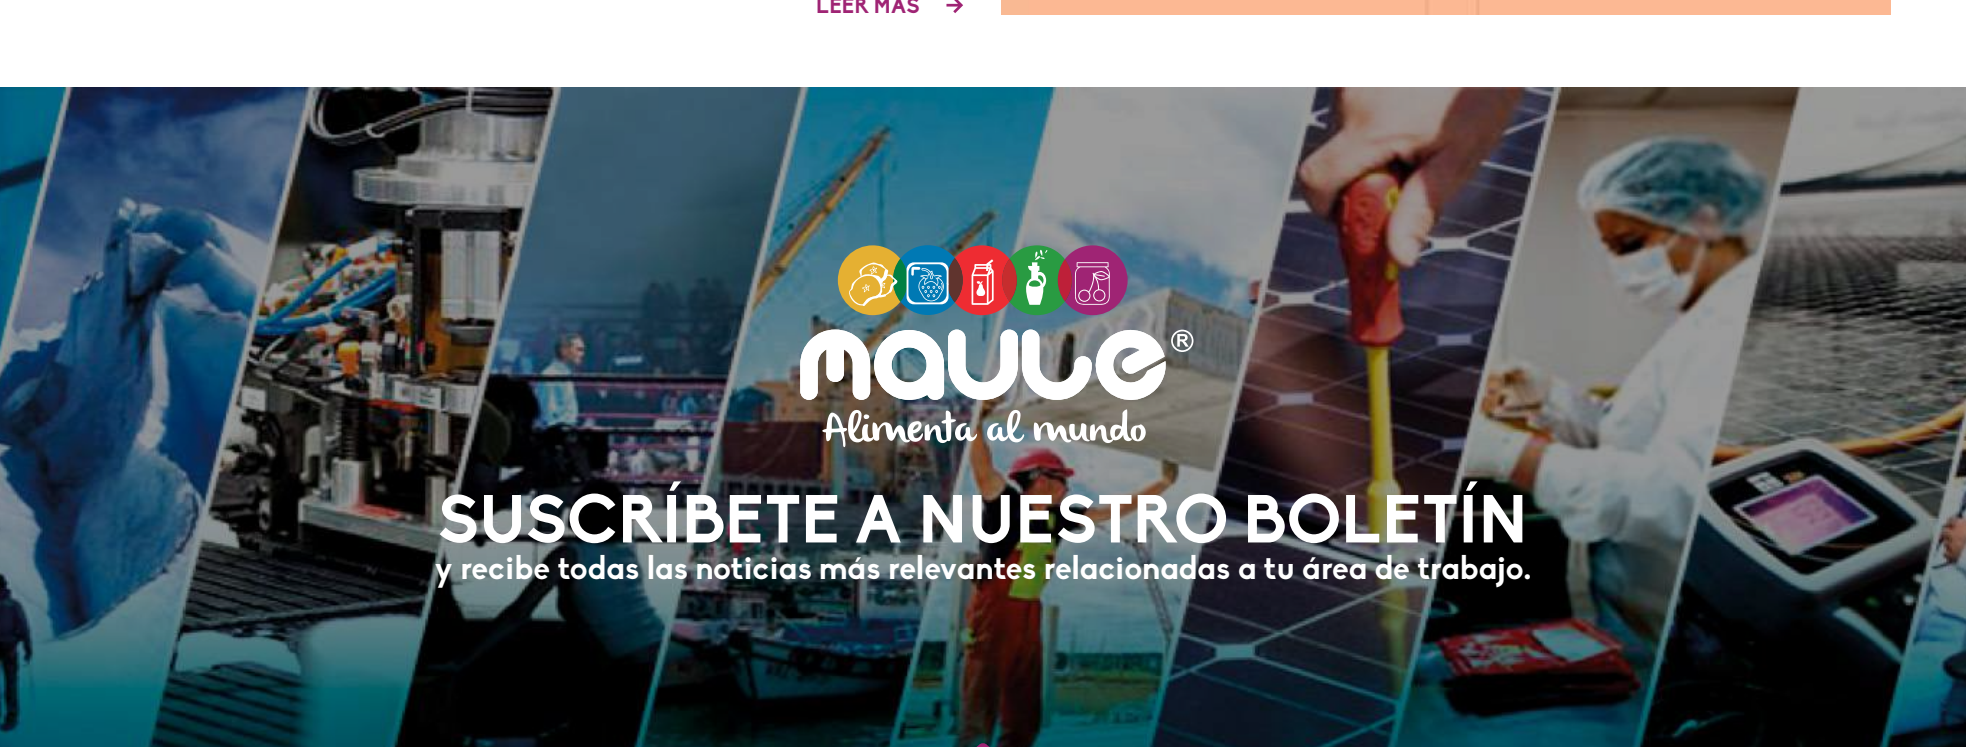 LEER MÁS →
maule®
Alimenta al mundo
SUSCRÍBETE A NUESTRO BOLETÍN
y recibe todas las noticias más relevantes relacionadas a tu área de trabajo.